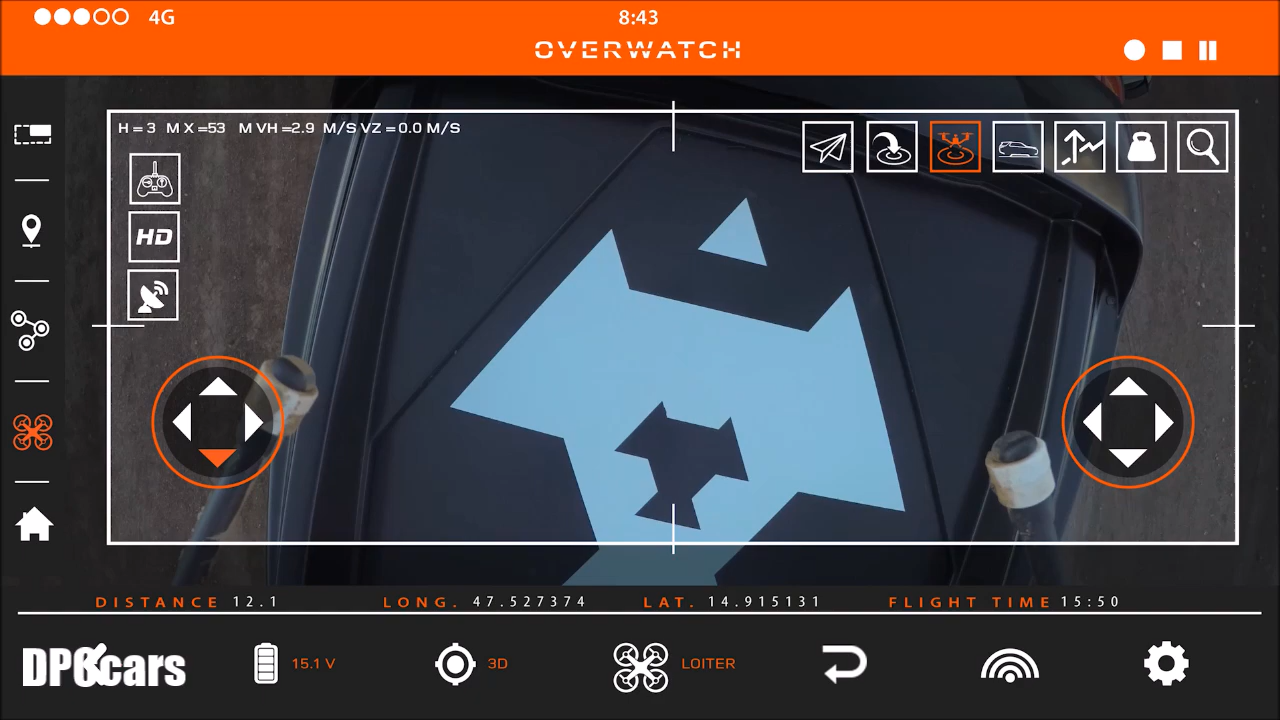 4G
8:43
OVERWATCH
H = 3 M X =53 M VH =2.9 M/S VZ = 0.0 M/S
HD
DISTANCE 12.1 LONG. 47.527374 LAT. 14.915131 FLIGHT TIME 15:50
DP6cars 15.1 V 3D LOITER